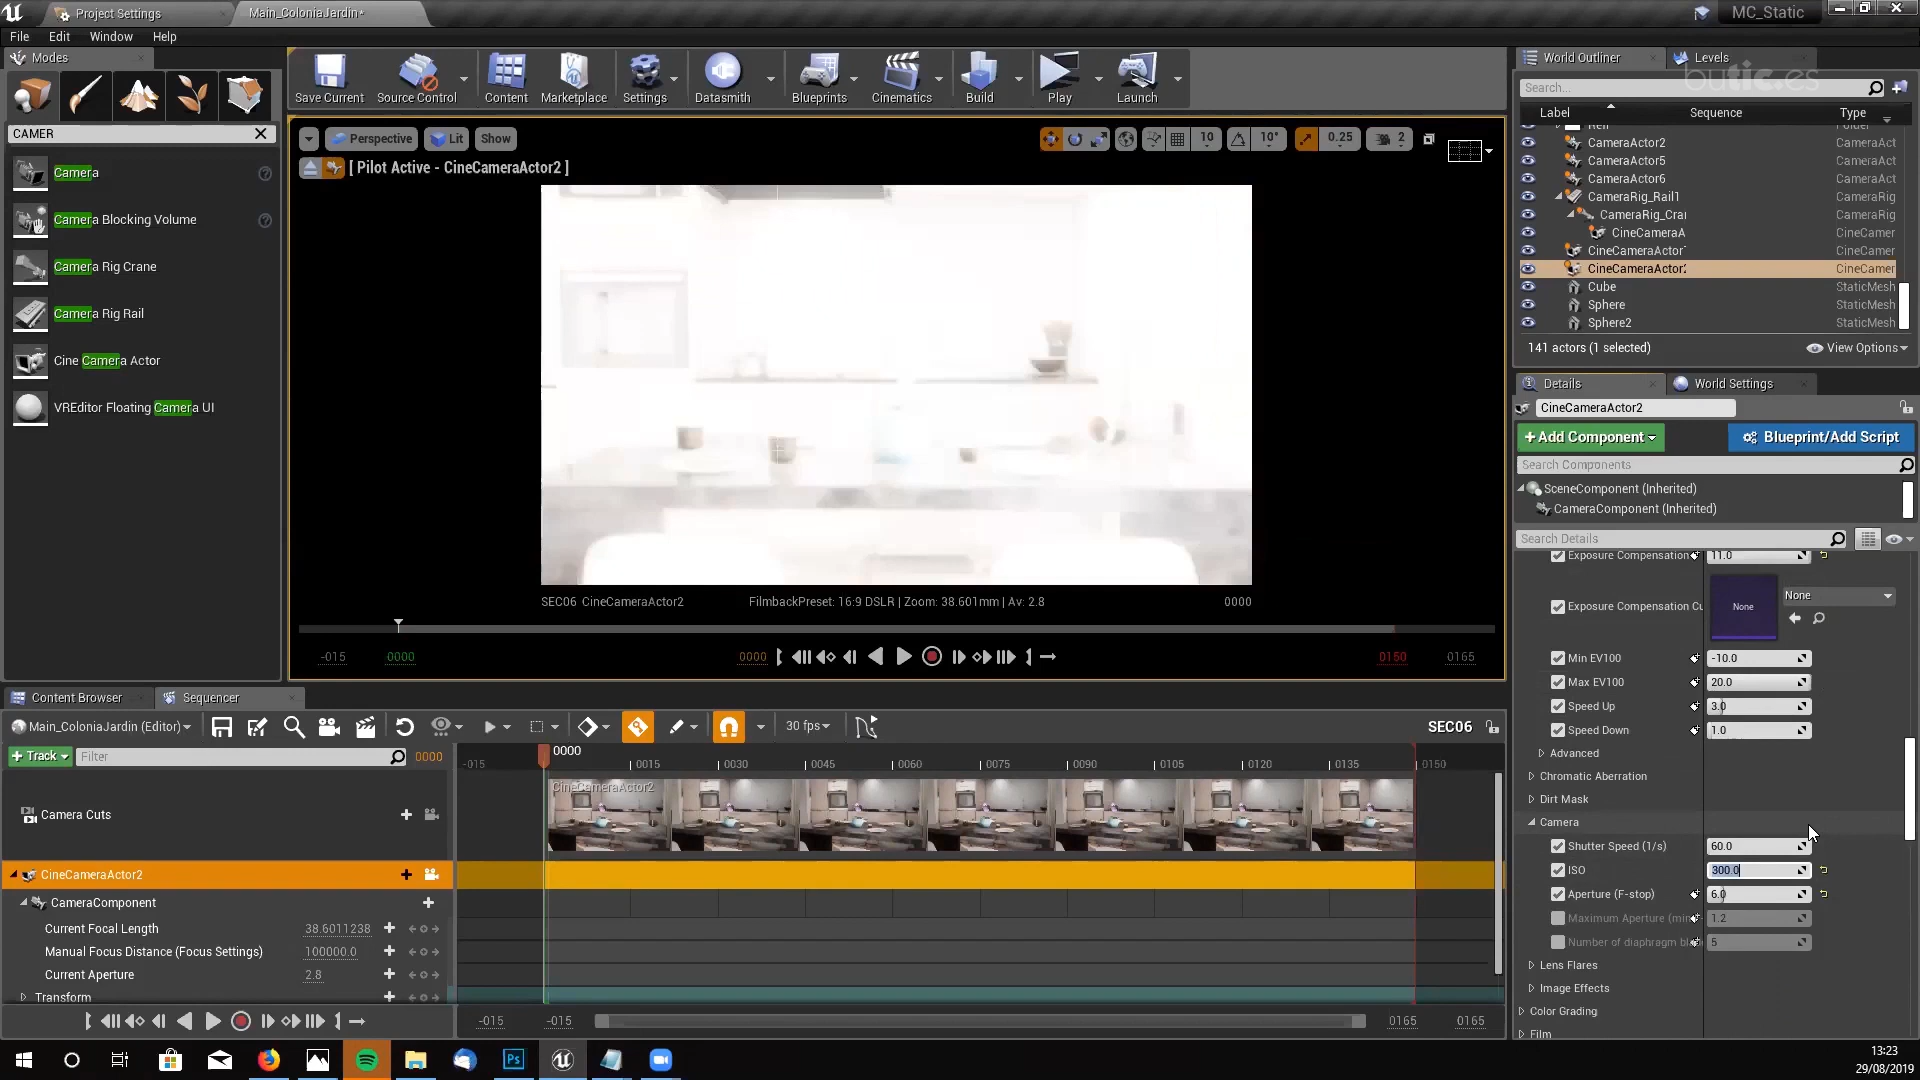 Project Settings
Main_ColoniaJardin*
MC_Static
File Edit Window Help
Modes
CAMER
Camera
Camera Blocking Volume
Camera Rig Crane
Camera Rig Rail
Cine Camera Actor
VREditor Floating Camera UI
Save Current
Source Control
Content
Marketplace
Settings
Datasmith
Blueprints
Cinematics
Build
Play
Launch
Perspective Lit Show
10 10° 0.25 2
[ Pilot Active - CineCameraActor2 ]
SEC06 CineCameraActor2 FilmbackPreset: 16:9 DSLR | Zoom: 38.601mm | Av: 2.8 0000
-015 0000 0000 0150 0165
World Outliner Levels
butic.es
Search...
Label Sequence Type
Folder
CameraActor2 CameraAct
CameraActor5 CameraAct
CameraActor6 CameraAct
CameraRig_Rail1 CameraRig
CameraRig_Crai CameraRig
CineCameraA CineCamer
CineCameraActor CineCamer
CineCameraActor2 CineCamer
Cube StaticMesh
Sphere StaticMesh
Sphere2 StaticMesh
141 actors (1 selected) View Options
Details World Settings
CineCameraActor2
+Add Component Blueprint/Add Script
Search Components
SceneComponent (Inherited)
CameraComponent (Inherited)
Search Details
Exposure Compensation 11.0
Exposure Compensation Cu None None
Min EV100 -10.0
Max EV100 20.0
Speed Up 3.0
Speed Down 1.0
Advanced
Chromatic Aberration
Dirt Mask
Camera
Shutter Speed (1/s) 60.0
ISO 300.0
Aperture (F-stop) 6.0
Maximum Aperture (min 1.2
Number of diaphragm bl 5
Lens Flares
Image Effects
Color Grading
Film
Content Browser Sequencer
Main_ColoniaJardin (Editor) 30 fps SEC06
+ Track Filter 0000
-015 0000 0015 0030 0045 0060 0075 0090 0105 0120 0135 0150
CineCameraActor2
Camera Cuts
CineCameraActor2
CameraComponent
Current Focal Length 38.6011238
Manual Focus Distance (Focus Settings) 100000.0
Current Aperture 2.8
Transform
-015 -015 0165 0165
Ps
13:23
29/08/2019